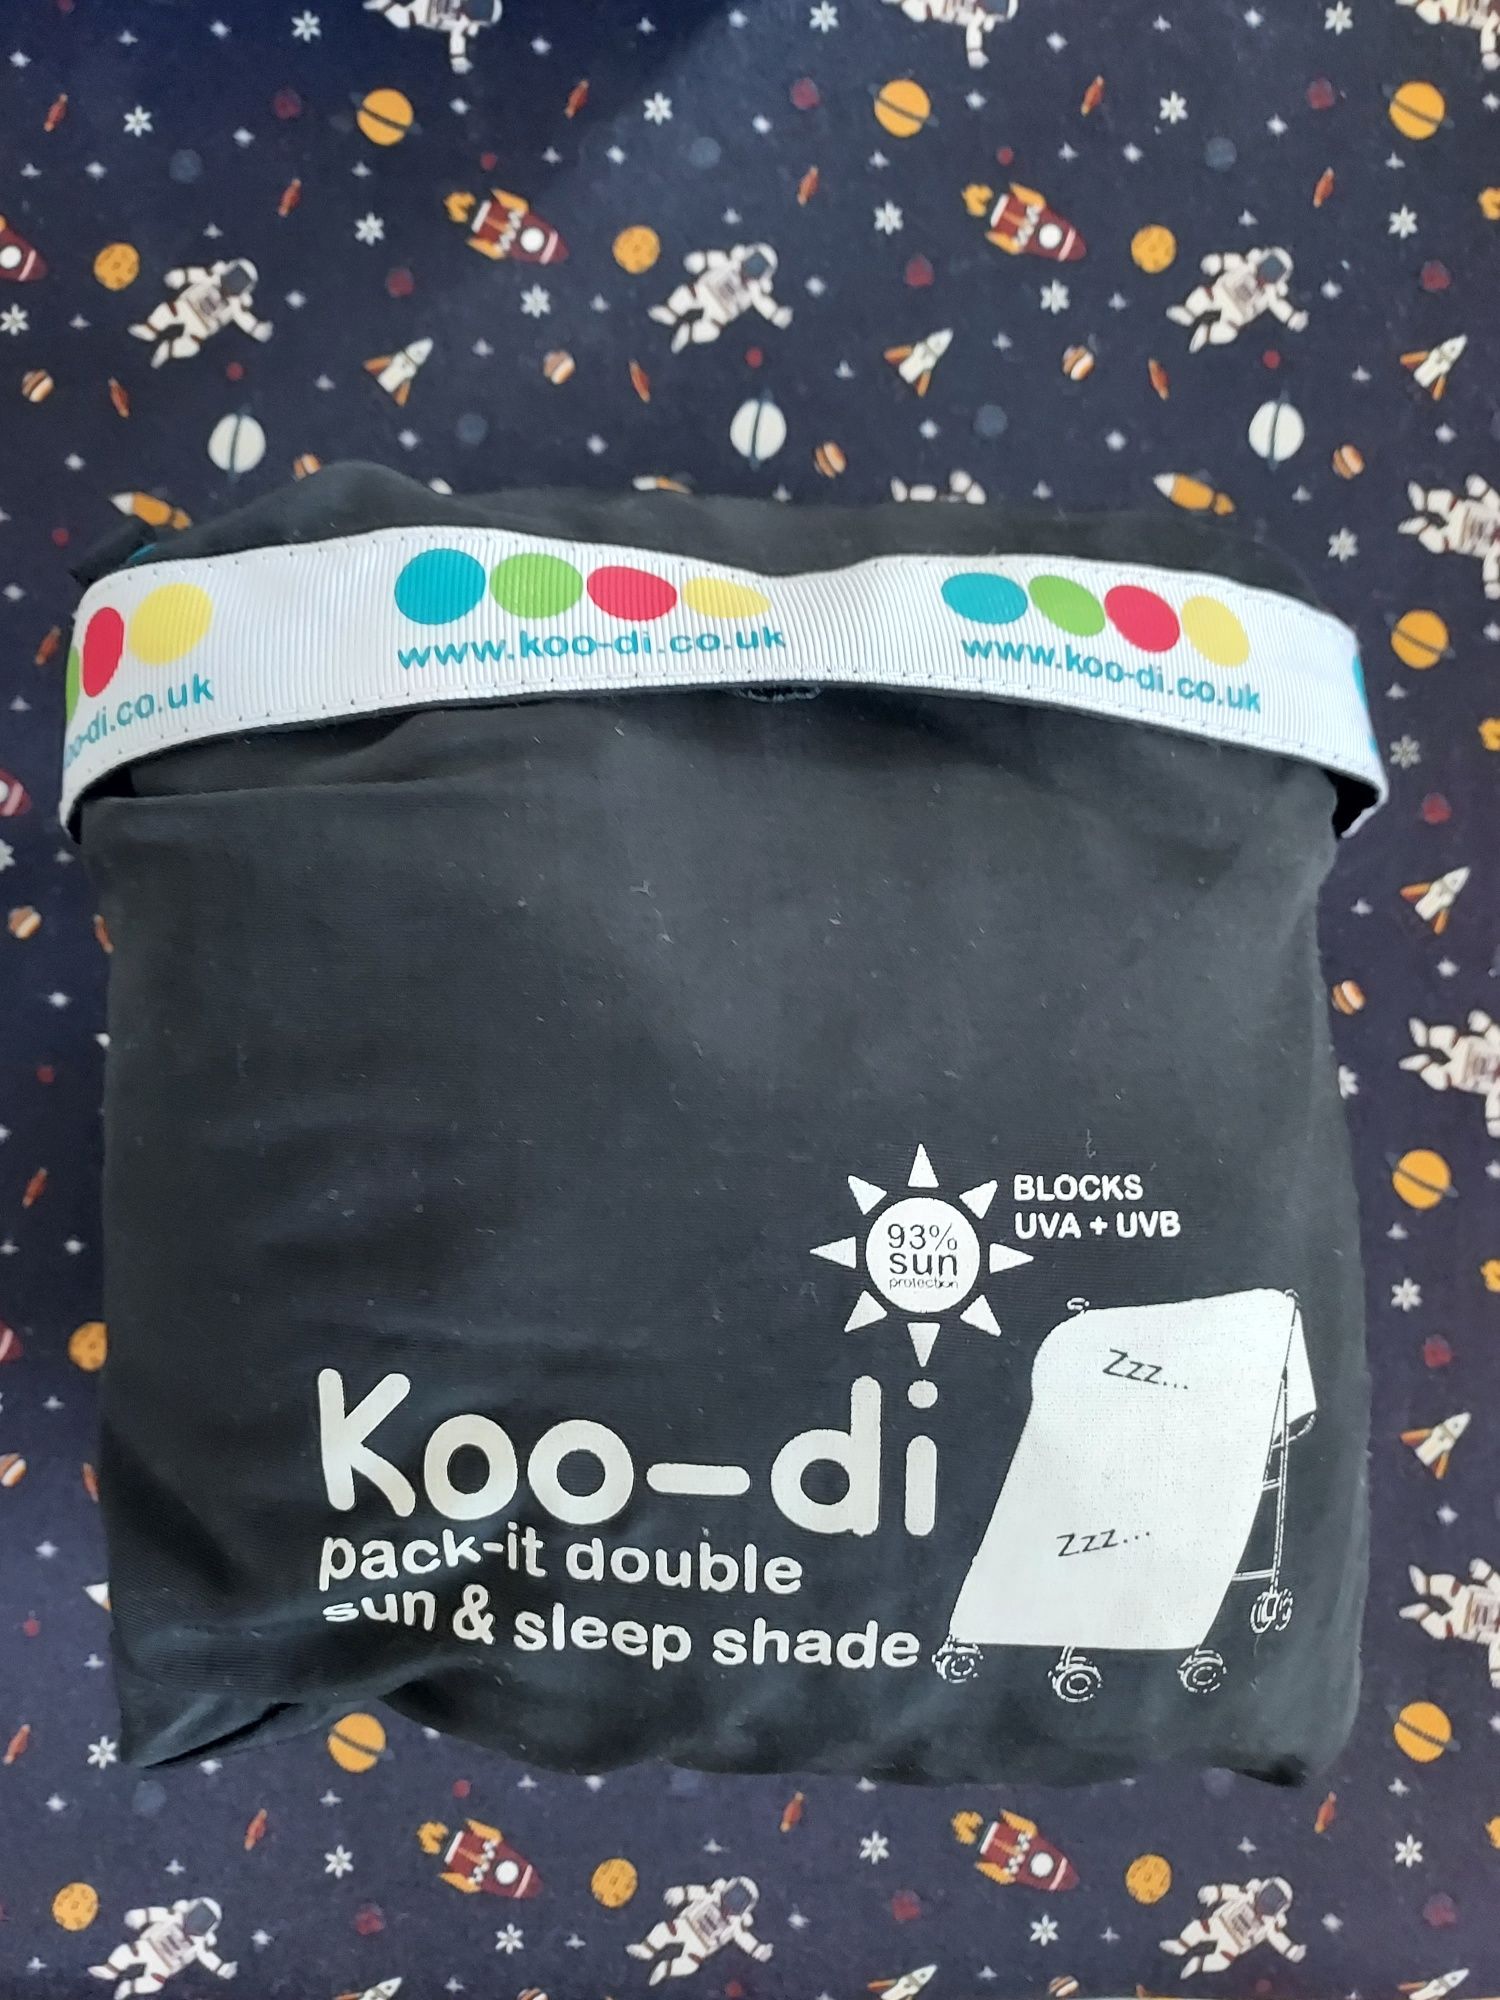 oo-di.co.uk
www.koo-di.co.uk
www.koo-di.co.uk
93%
sun
protection
BLOCKS
UVA + UVB
Zzz...
Zzz...
Koo-di
pack-it double
sun & sleep shade